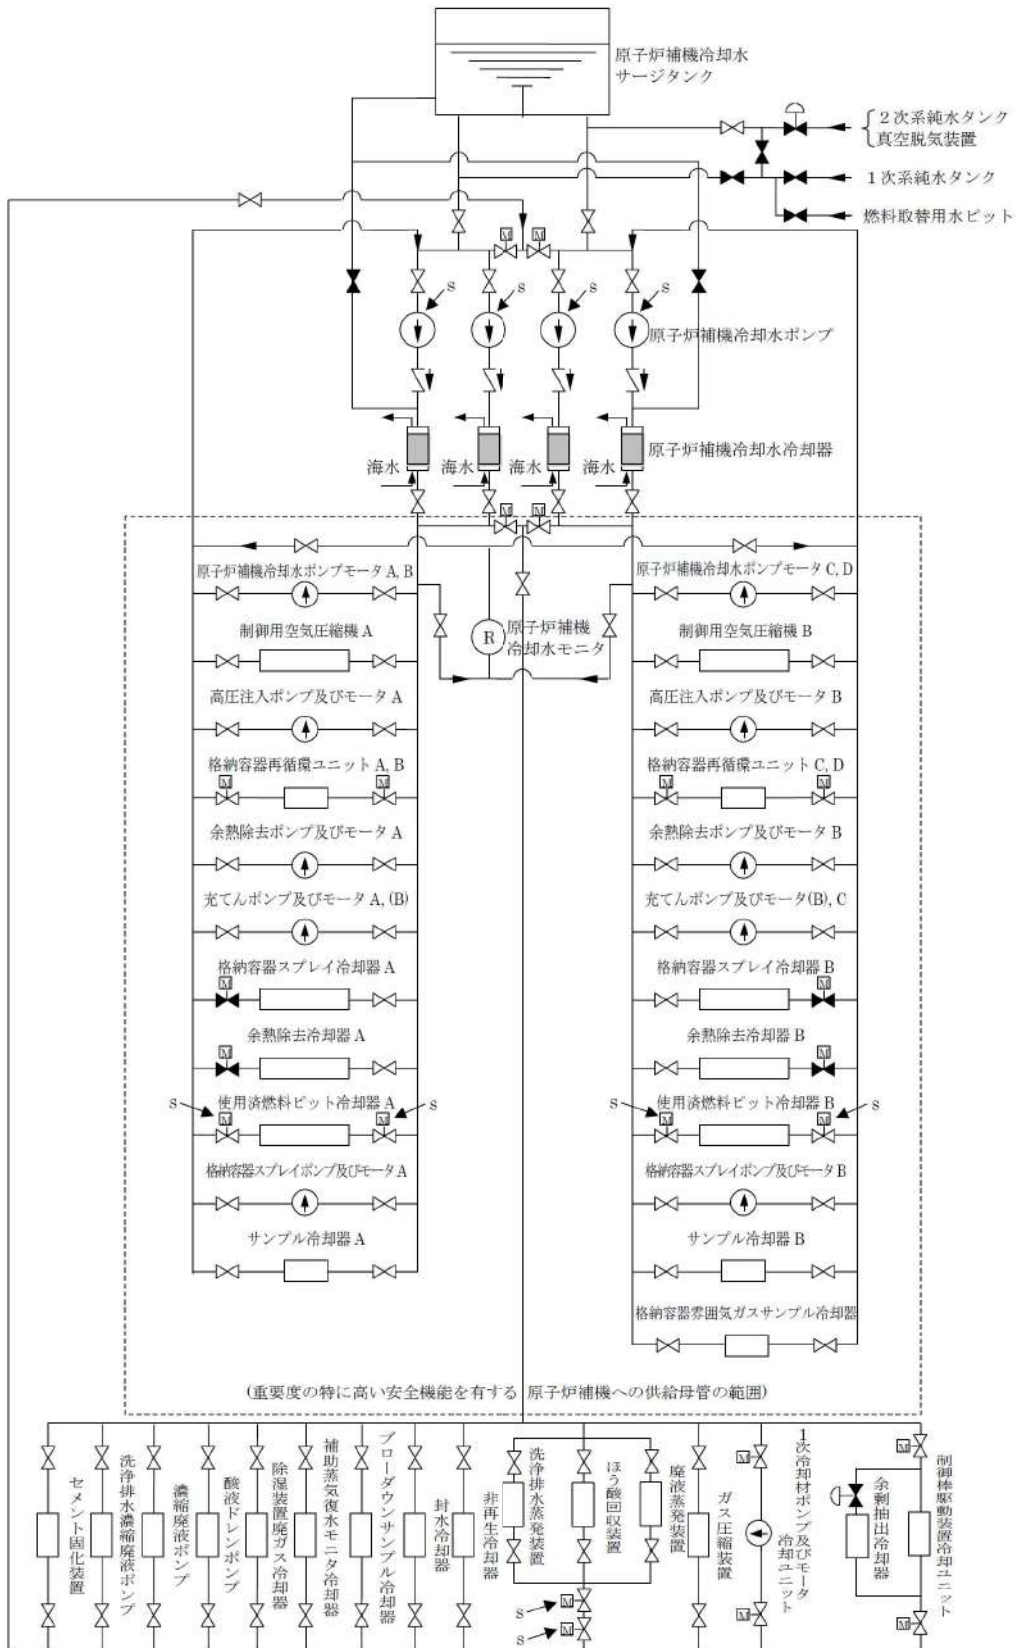 原子炉補機冷却水
サージタンク
2次系純水タンク
真空脱気装置
1次系純水タンク
燃料取替用水ピット
M
M
s
s
s
s
原子炉補機冷却水ポンプ
原子炉補機冷却水冷却器
海水
海水
海水
海水
M
M
原子炉補機冷却水ポンプモータ A, B
原子炉補機冷却水ポンプモータ C, D
R
原子炉補機
冷却水モニタ
制御用空気圧縮機 A
制御用空気圧縮機 B
高圧注入ポンプ及びモータ A
高圧注入ポンプ及びモータ B
格納容器再循環ユニット A, B
格納容器再循環ユニット C, D
M
M
M
M
余熱除去ポンプ及びモータ A
余熱除去ポンプ及びモータ B
充てんポンプ及びモータ A, (B)
充てんポンプ及びモータ(B), C
格納容器スプレイ冷却器 A
格納容器スプレイ冷却器 B
M
M
余熱除去冷却器 A
余熱除去冷却器 B
M
M
s
使用済燃料ピット冷却器 A
s
s
使用済燃料ピット冷却器 B
s
M
M
M
M
格納容器スプレイポンプ及びモータ A
格納容器スプレイポンプ及びモータ B
サンプル冷却器 A
サンプル冷却器 B
格納容器雰囲気ガスサンプル冷却器
(重要度の特に高い安全機能を有する 原子炉補機への供給母管の範囲)
セメント固化装置
洗浄排水濃縮廃液ポンプ
濃縮廃液ポンプ
酸液ドレンポンプ
除湿装置廃ガス冷却器
補助蒸気復水モニタ冷却器
ブローダウンサンプル冷却器
封水冷却器
非再生冷却器
洗浄排水蒸発装置
ほう酸回収装置
廃液蒸発装置
M
s
M
s
ガス圧縮装置
M
M
1次冷却材ポンプ及びモータ
冷却ユニット
余剰抽出冷却器
M
M
制御棒駆動装置冷却ユニット